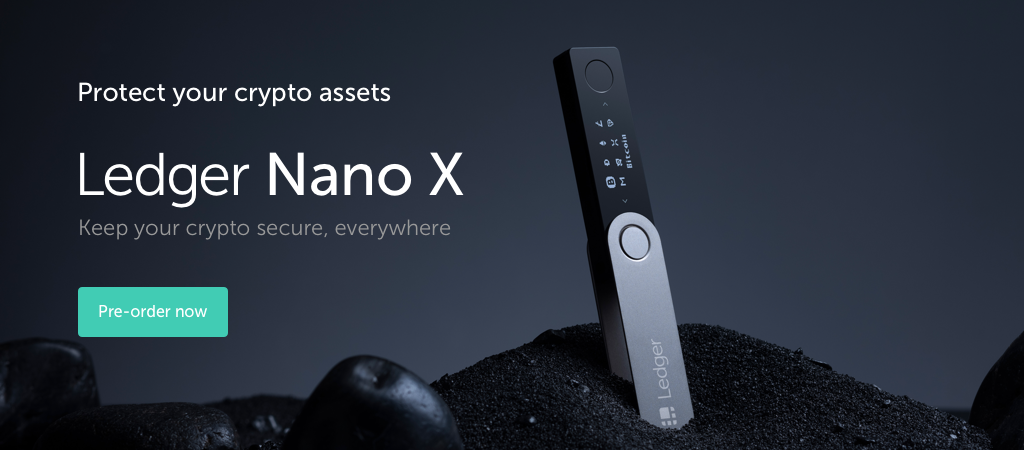 Protect your crypto assets
Ledger Nano X
Keep your crypto secure, everywhere
Pre-order now
Bitcoin
Ledger